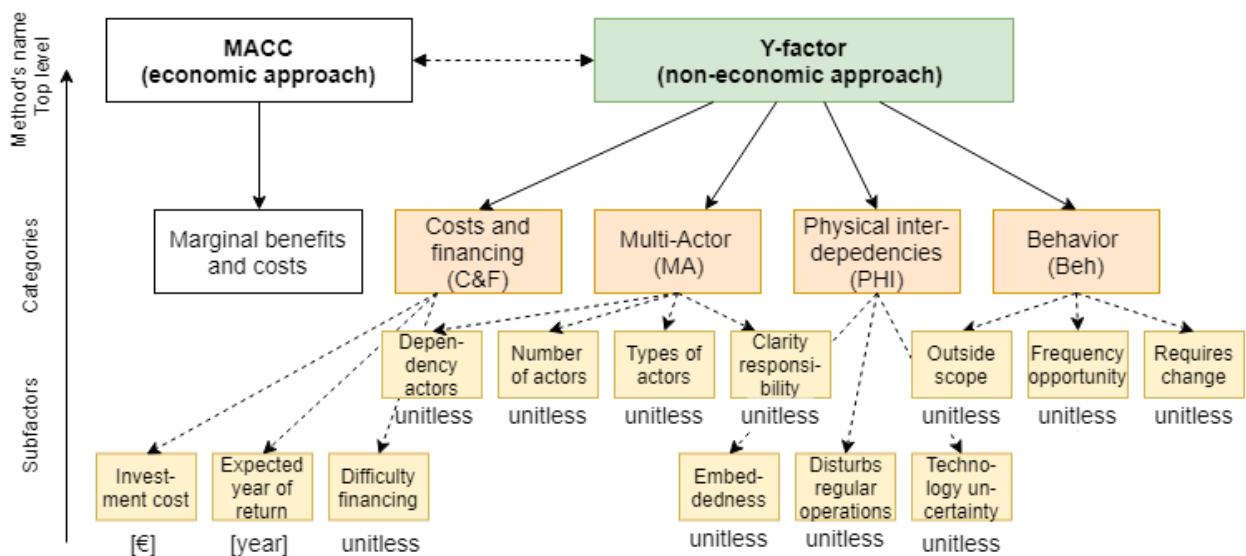 Method's name
Top level
MACC
(economic approach)
Y-factor
(non-economic approach)
Categories
Marginal benefits
and costs
Costs and
financing
(C&F)
Multi-Actor
(MA)
Physical inter-
depedencies
(PHI)
Behavior
(Beh)
Subfactors
Depen-
dency
actors
unitless
Number
of actors
unitless
Types of
actors
unitless
Clarity
responsi-
bility
unitless
Outside
scope
unitless
Frequency
opportunity
unitless
Requires
change
unitless
Invest-
ment cost
[€]
Expected
year of
return
[year]
Difficulty
financing
unitless
Embed-
dedness
unitless
Disturbs
regular
operations
unitless
Techno-
logy un-
certainty
unitless